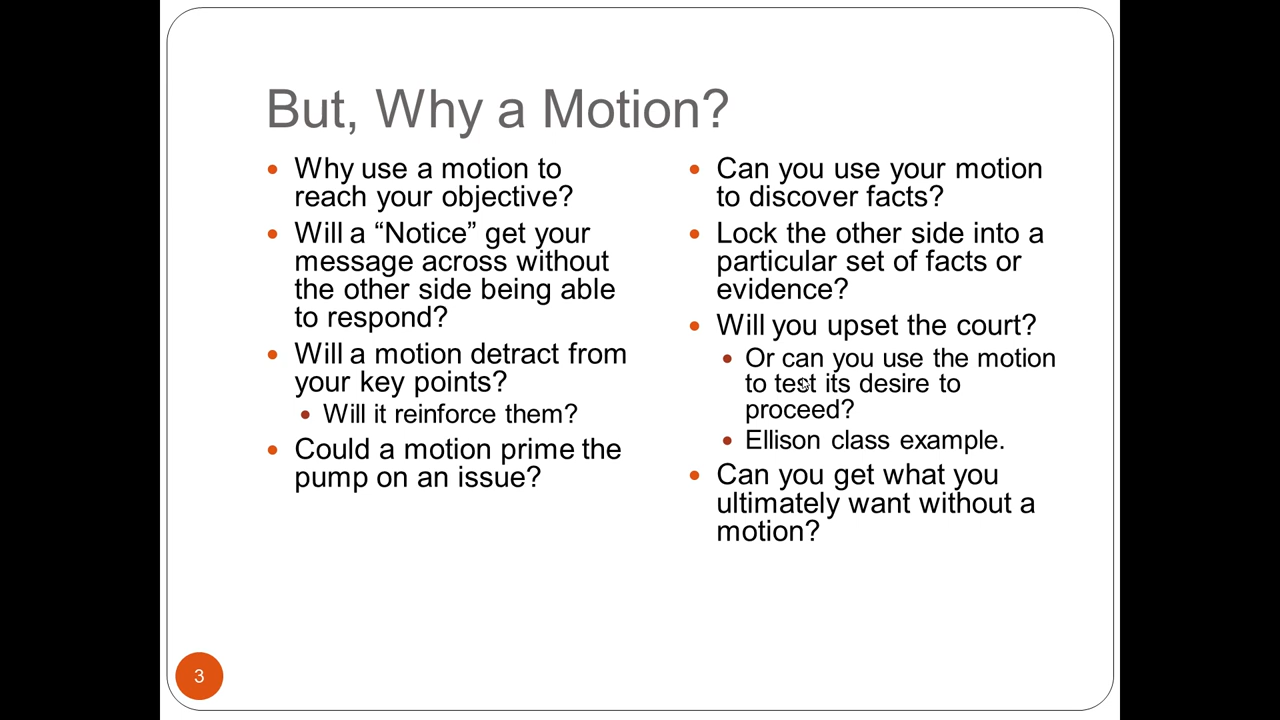 But, Why a Motion?
• Why use a motion to
reach your objective?
• Will a “Notice” get your
message across without
the other side being able
to respond?
• Will a motion detract from
your key points?
• Will it reinforce them?
• Could a motion prime the
pump on an issue?
• Can you use your motion
to discover facts?
• Lock the other side into a
particular set of facts or
evidence?
• Will you upset the court?
• Or can you use the motion
to test its desire to
proceed?
• Ellison class example.
• Can you get what you
ultimately want without a
motion?
3